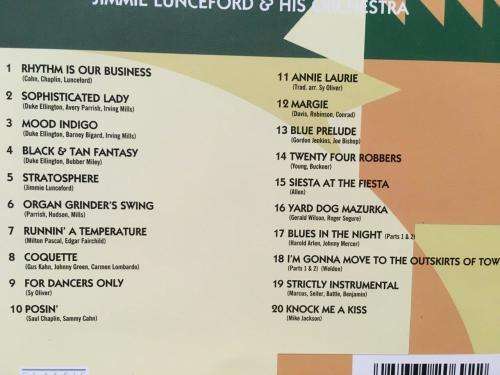 JIMMIE LUNCEFORD & HIS ORCHESTRA
1 RHYTHM IS OUR BUSINESS
(Cahn, Chaplin, Lunceford)
2 SOPHISTICATED LADY
(Duke Ellington, Avery Parrish, Irving Mills)
3 MOOD INDIGO
(Duke Ellington, Barney Bigard, Irving Mills)
4 BLACK & TAN FANTASY
(Duke Ellington, Bubber Miley)
5 STRATOSPHERE
(Jimmie Lunceford)
6 ORGAN GRINDER'S SWING
(Parrish, Hudson, Mills)
7 RUNNIN' A TEMPERATURE
(Milton Pascal, Edgar Fairchild)
8 COQUETTE
(Gus Kahn, Johnny Green, Carmen Lombardo)
9 FOR DANCERS ONLY
(Sy Oliver)
10 POSIN'
(Saul Chaplin, Sammy Cahn)
11 ANNIE LAURIE
(Trad. arr. Sy Oliver)
12 MARGIE
(Davis, Robinson, Conrad)
13 BLUE PRELUDE
(Gordon Jenkins, Joe Bishop)
14 TWENTY FOUR ROBBERS
(Young, Buckner)
15 SIESTA AT THE FIESTA
(Allen)
16 YARD DOG MAZURKA
(Gerald Wilson, Roger Segure)
17 BLUES IN THE NIGHT (Parts 1 & 2)
(Harold Arlen, Johnny Mercer)
18 I'M GONNA MOVE TO THE OUTSKIRTS OF TOW
(Parts 1 & 2) (Weldon)
19 STRICTLY INSTRUMENTAL
(Marcus, Seiler, Battle, Benjamin)
20 KNOCK ME A KISS
(Mike Jackson)